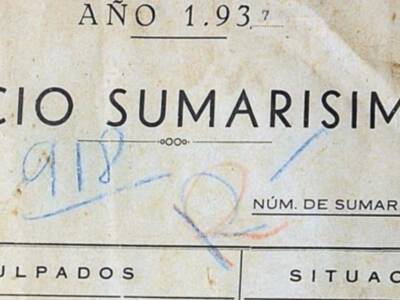 AÑO 1.937
CIO SUMARISIM
918
R
NÚM. DE SUMAR
ULPADOS SITUAC